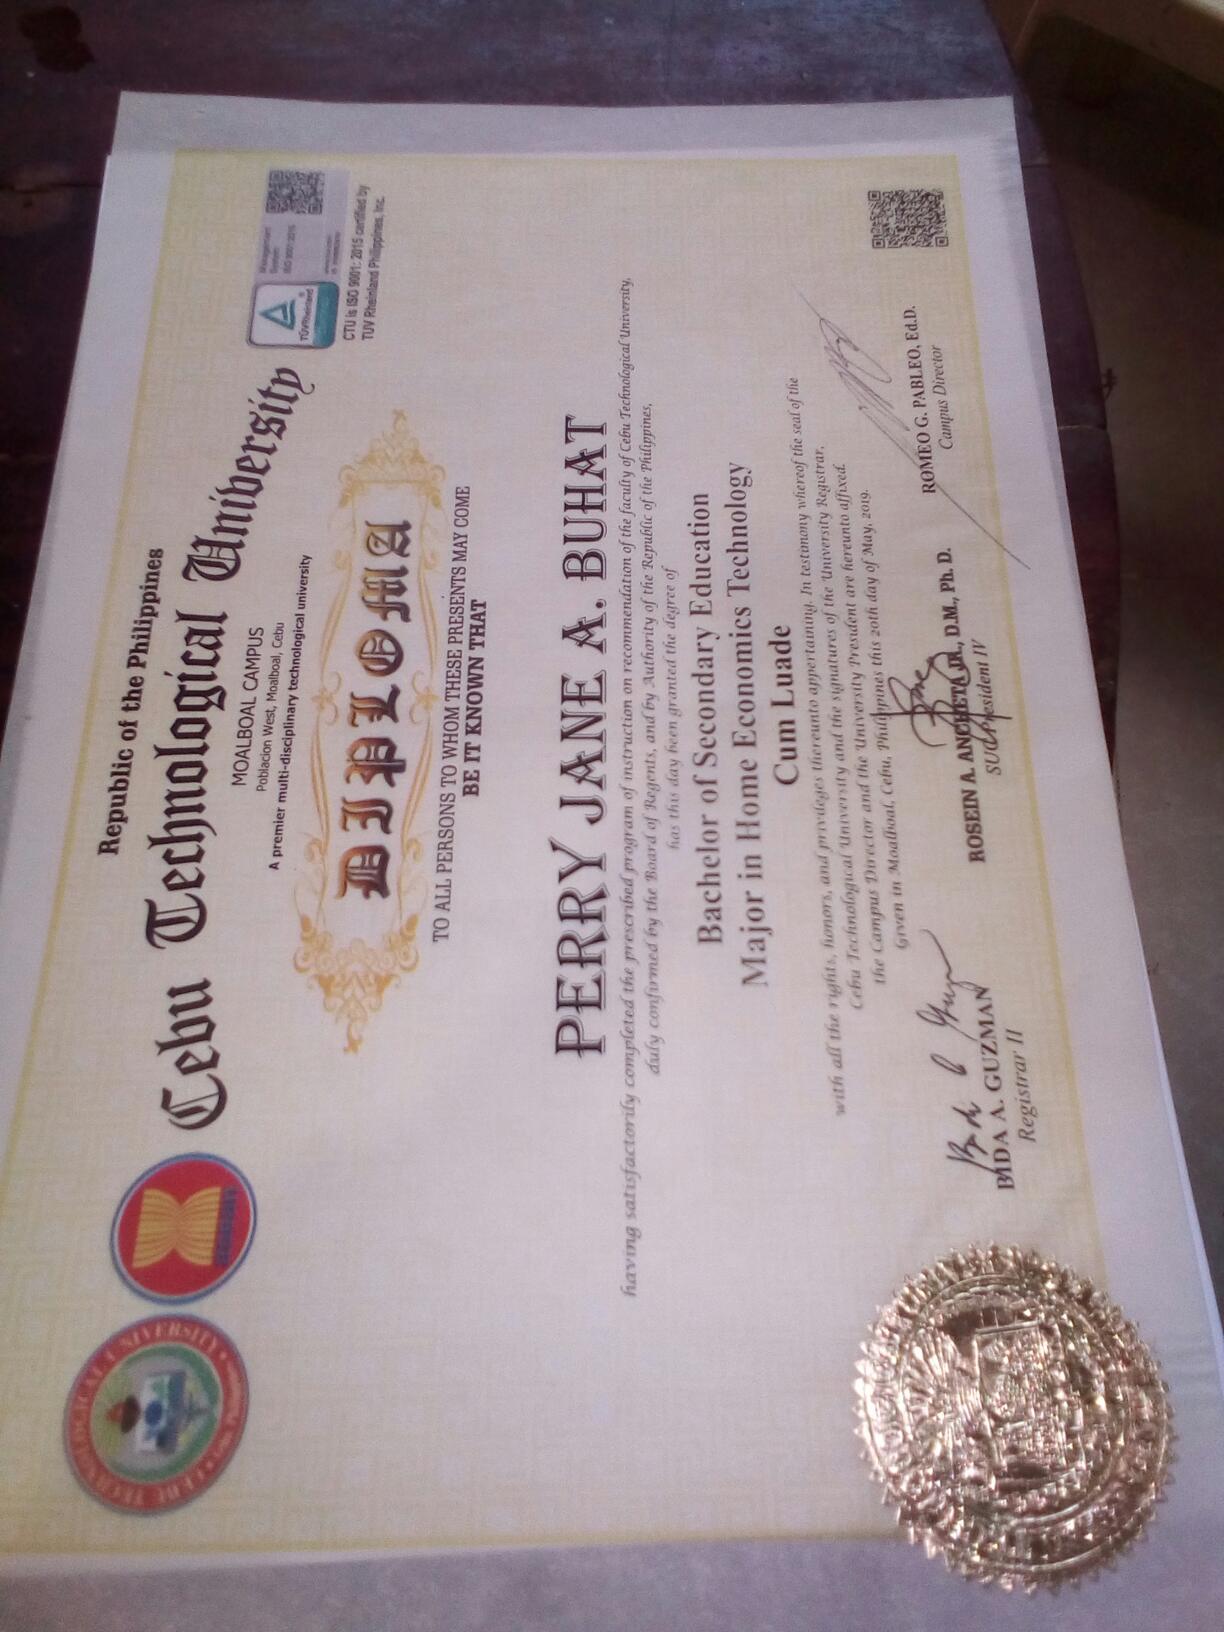 Republic of the Philippines
Cebu Technological University
MOALBOAL CAMPUS
Poblacion West, Moalboal, Cebu
A premier multi-disciplinary technological university
TÜVRheinland
Management
System
ISO 9001:2015
CTU is ISO 9001: 2015 certified by
TUV Rheinland Philippines, Inc.
DIPLOMA
TO ALL PERSONS TO WHOM THESE PRESENTS MAY COME
BE IT KNOWN THAT
PERRY JANE A. BUHAT
having satisfactorily completed the prescribed program of instruction on recommendation of the faculty of Cebu Technological University,
duly confirmed by the Board of Regents, and by Authority of the Republic of the Philippines,
has this day been granted the degree of
Bachelor of Secondary Education
Major in Home Economics Technology
Cum Luade
with all the rights, honors, and privileges thereunto appertaining. In testimony whereof the seal of the
Cebu Technological University and the signatures of the University Registrar,
the Campus Director and the University President are hereunto affixed.
Given in Moalboal, Cebu, Philippines this 20th day of May, 2019.
BIDA A. GUZMAN
Registrar II
ROSEIN A. ANCHETA JR., D.M., Ph. D.
SUC President IV
ROMEO G. PABLEO, Ed.D.
Campus Director